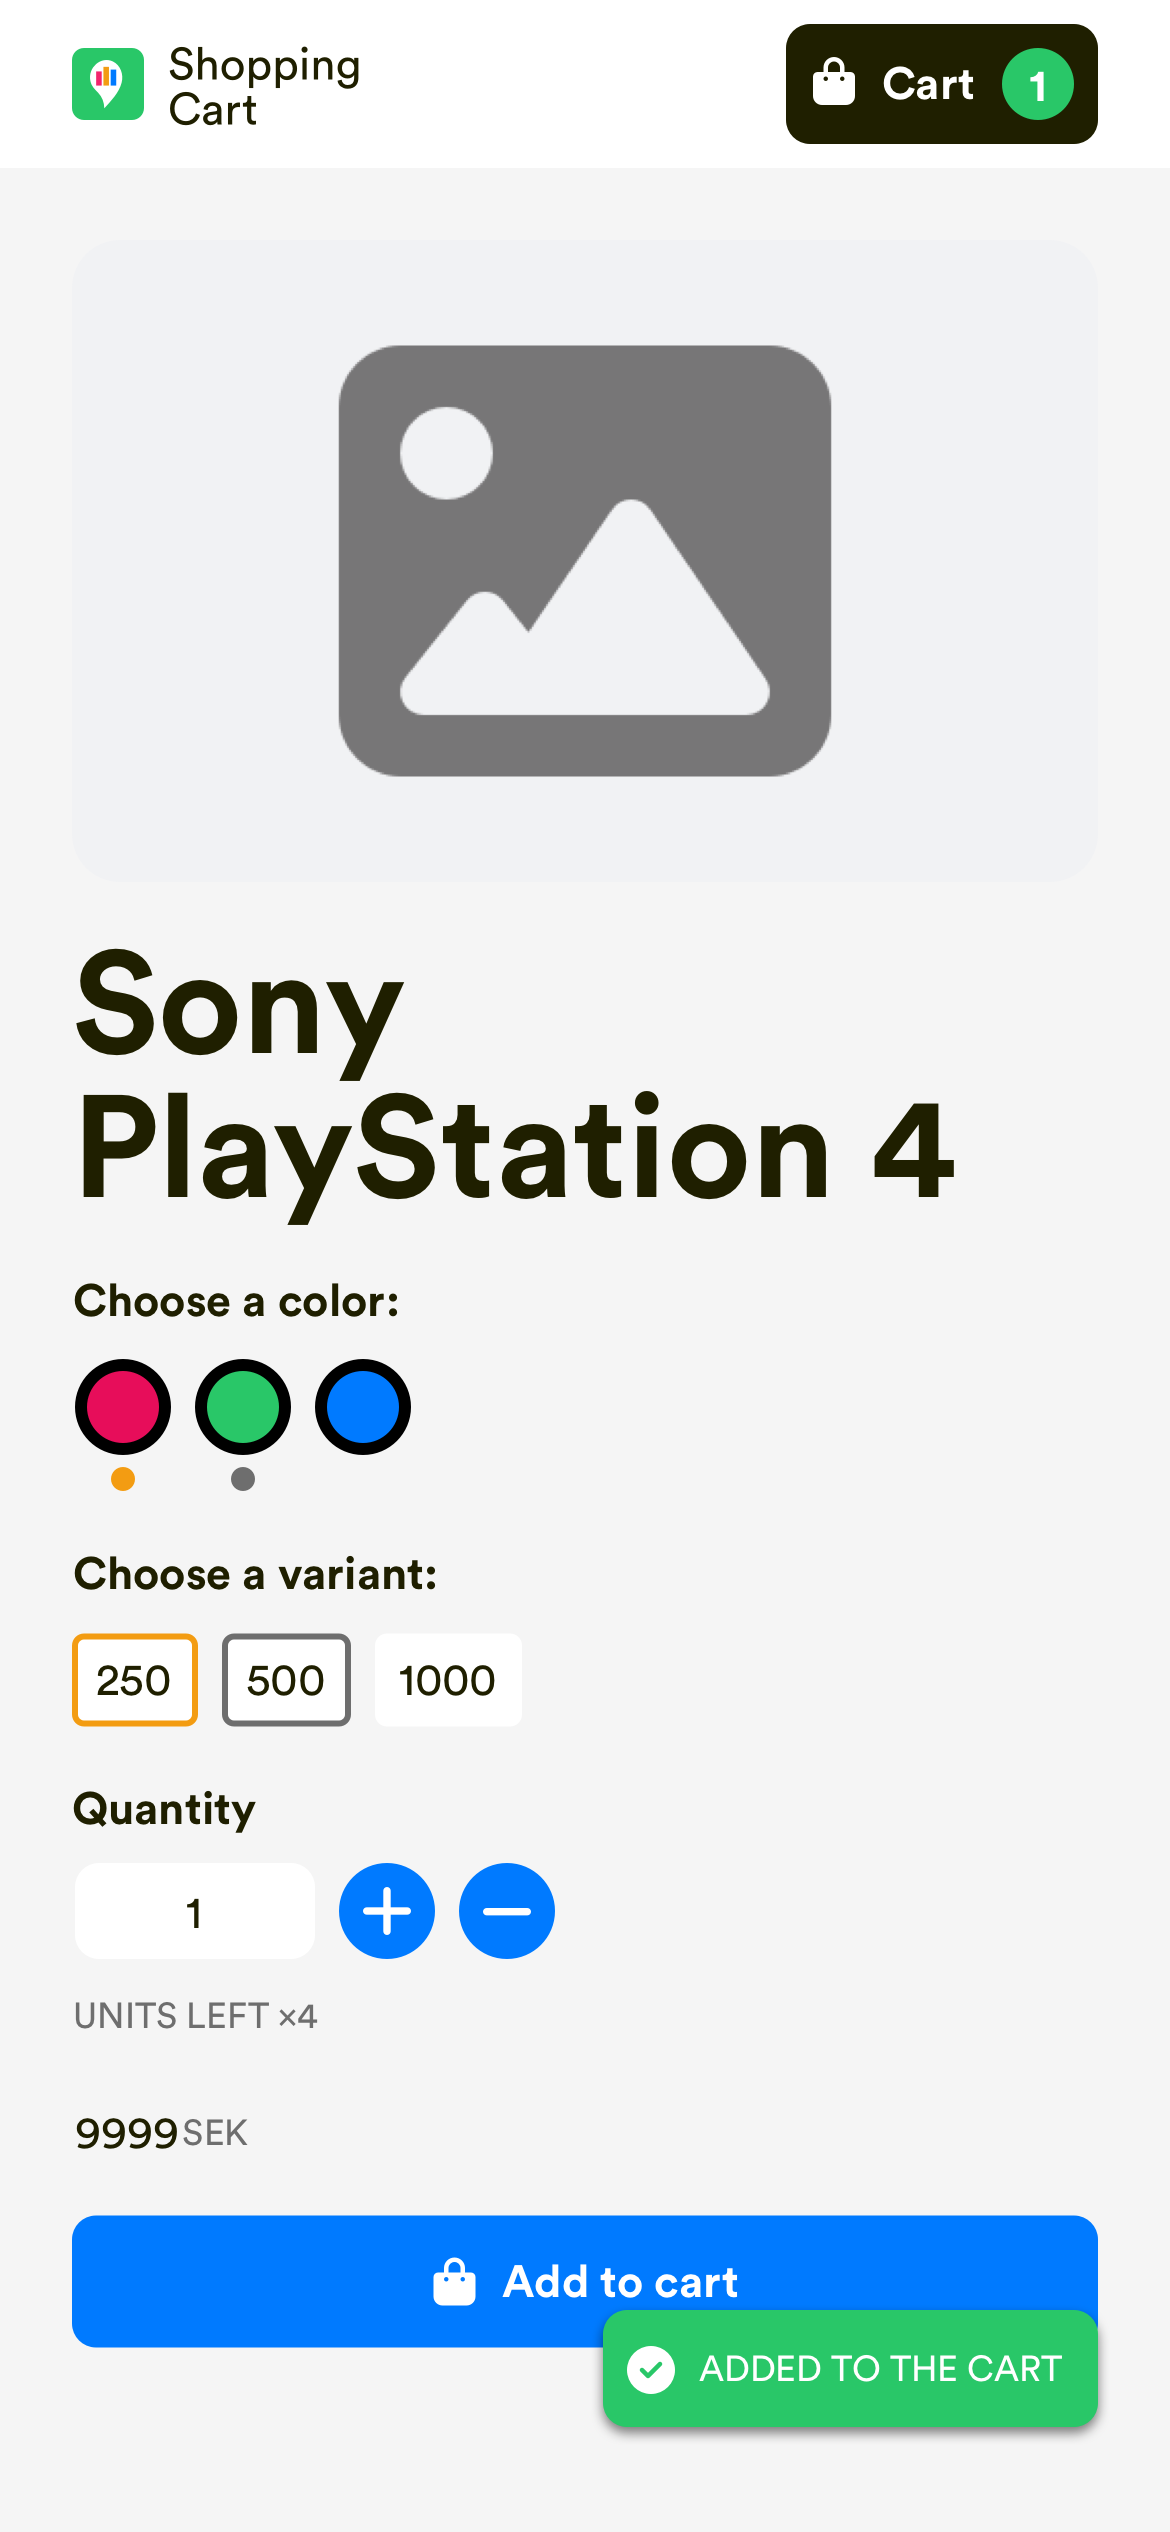 Shopping
Cart
Cart 1
Sony
PlayStation 4
Choose a color:
Choose a variant:
250 500 1000
Quantity
1
UNITS LEFT ×4
9999 SEK
Add to cart
ADDED TO THE CART